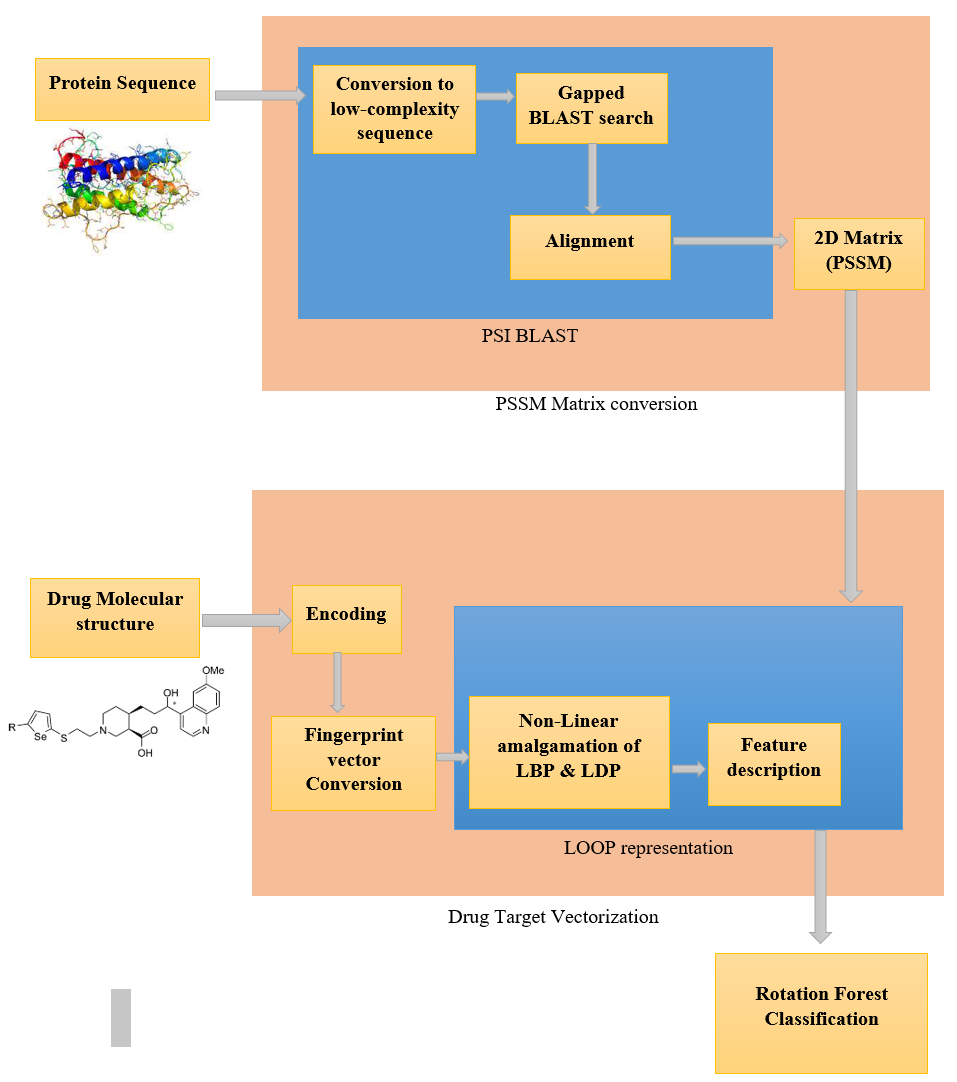 Protein Sequence
Conversion to
low-complexity
sequence
Gapped
BLAST search
Alignment
2D Matrix
(PSSM)
PSI BLAST
PSSM Matrix conversion
Drug Molecular
structure
Encoding
Fingerprint
vector
Conversion
Non-Linear
amalgamation of
LBP & LDP
Feature
description
LOOP representation
Drug Target Vectorization
Rotation Forest
Classification
OMe
OH
*
R
Se
S
N
O
OH
N